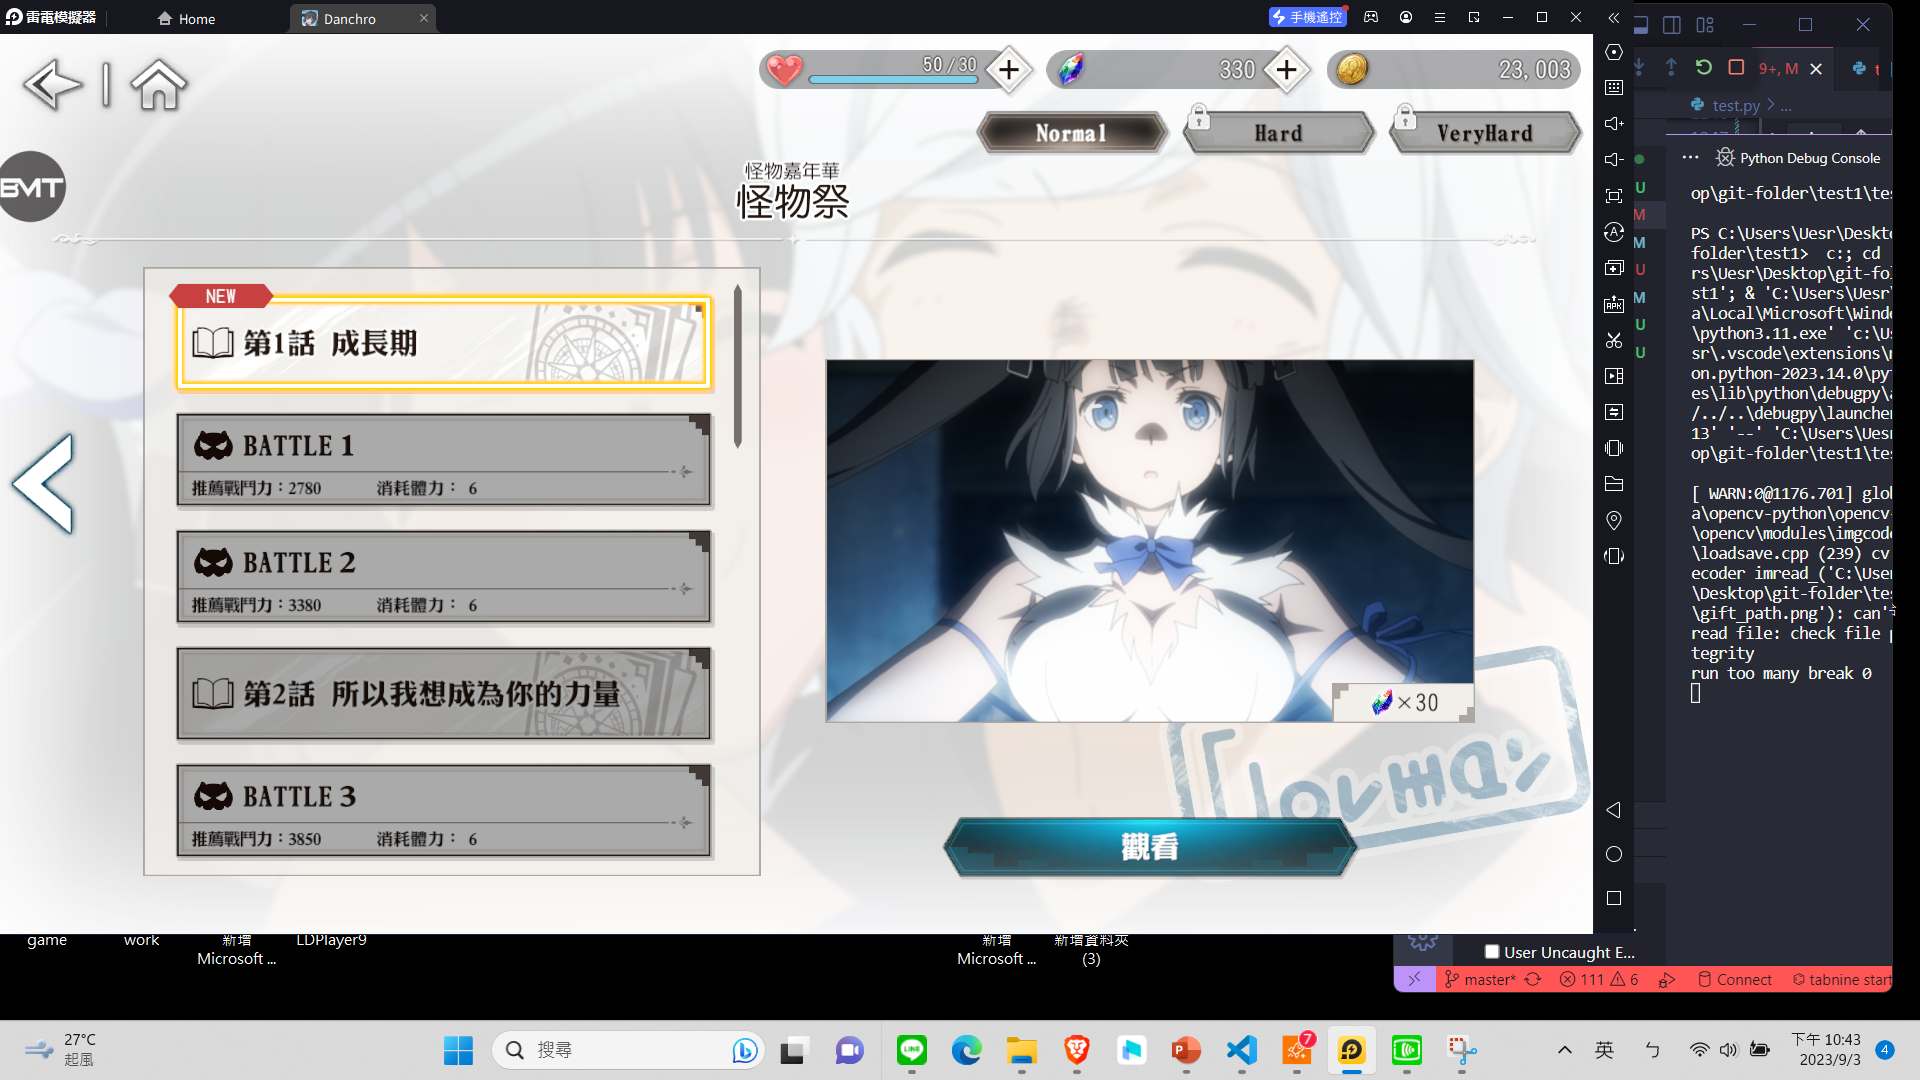 雷電模擬器
Home
Danchro
手機遙控
50/30
330
23,003
Normal
Hard
VeryHard
BMT
怪物嘉年華
怪物祭
NEW
第1話 成長期
BATTLE 1
推薦戰鬥力：2780 消耗體力： 6
BATTLE 2
推薦戰鬥力：3380 消耗體力： 6
第2話 所以我想成為你的力量
BATTLE 3
推薦戰鬥力：3850 消耗體力： 6
×30
Normal
觀看
9+, M
test.py > ...
Python Debug Console
op\git-folder\test1\te
PS C:\Users\Uesr\Deskt
folder\test1> c:; cd
rs\Uesr\Desktop\git-fo
st1'; & 'C:\Users\Uesr
a\Local\Microsoft\Wind
\python3.11.exe' 'c:\U
sr\.vscode\extensions\
on.python-2023.14.0\py
es\lib\python\debugpy\
/../..\debugpy\launche
13' '--' 'C:\Users\Ues
op\git-folder\test1\te
[ WARN:0@1176.701] glo
a\opencv-python\opencv
\opencv\modules\imgcod
\loadsave.cpp (239) cv
ecoder imread_('C:\Use
\Desktop\git-folder\te
\gift_path.png'): can'
read file: check file
tegrity
run too many break 0
U
M
M
U
M
U
U
APK
game
work
新增
Microsoft ...
LDPlayer9
新增
Microsoft ...
新增資料夾
(3)
User Uncaught E...
master*
111
6
Connect
tabnine start
27°C
起風
搜尋
7
英
ㄅ
下午 10:43
2023/9/3
4